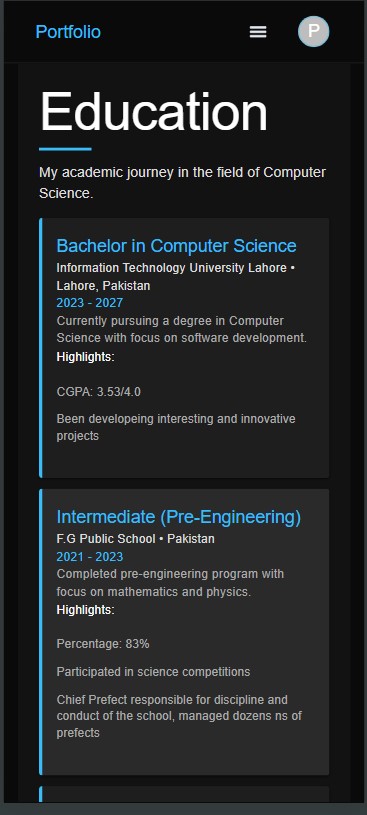 Portfolio
P
Education
My academic journey in the field of Computer
Science.
Bachelor in Computer Science
Information Technology University Lahore •
Lahore, Pakistan
2023 - 2027
Currently pursuing a degree in Computer
Science with focus on software development.
Highlights:
CGPA: 3.53/4.0
Been developeing interesting and innovative
projects
Intermediate (Pre-Engineering)
F.G Public School • Pakistan
2021 - 2023
Completed pre-engineering program with
focus on mathematics and physics.
Highlights:
Percentage: 83%
Participated in science competitions
Chief Prefect responsible for discipline and
conduct of the school, managed dozens ns of
prefects